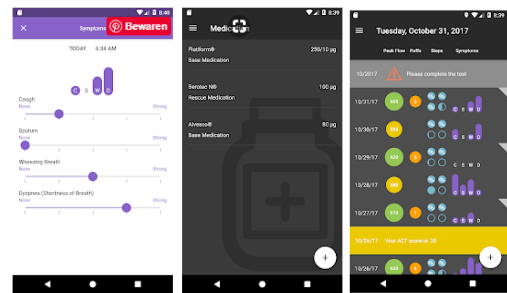 8:40
Symptoms
Bewaren
TODAY 6:34 AM
C S W D
Cough
None Strong
Sputum
None Strong
Wheezing Breath
None Strong
Dyspnea (Shortness of Breath)
None Strong
8:39
Medication
Flutiform® 250/10 µg
Base Medication
Berotec N® 100 µg
Rescue Medication
Alvesco® 80 µg
Base Medication
+
8:39
Tuesday, October 31, 2017
Peak Flow Puffs Steps Symptoms
10/2017 Please complete the test
10/31/17
C S W D
10/30/17
10/29/17
C S W D
10/28/17
C S W D
10/27/17
C S W D
10/26/17 Your ACT score is: 20
10/26/17
+